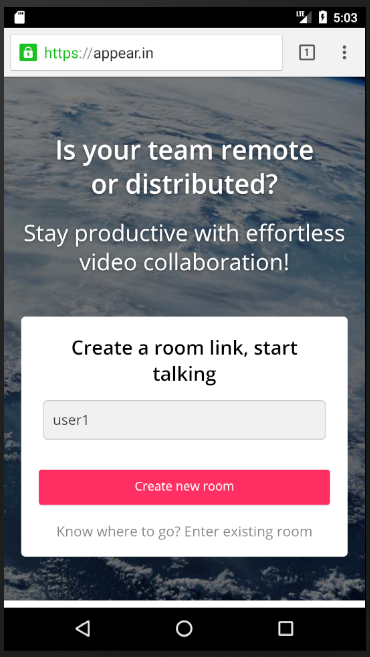 LTE 5:03
https://appear.in 1
Is your team remote
or distributed?
Stay productive with effortless
video collaboration!
Create a room link, start
talking
user1
Create new room
Know where to go? Enter existing room